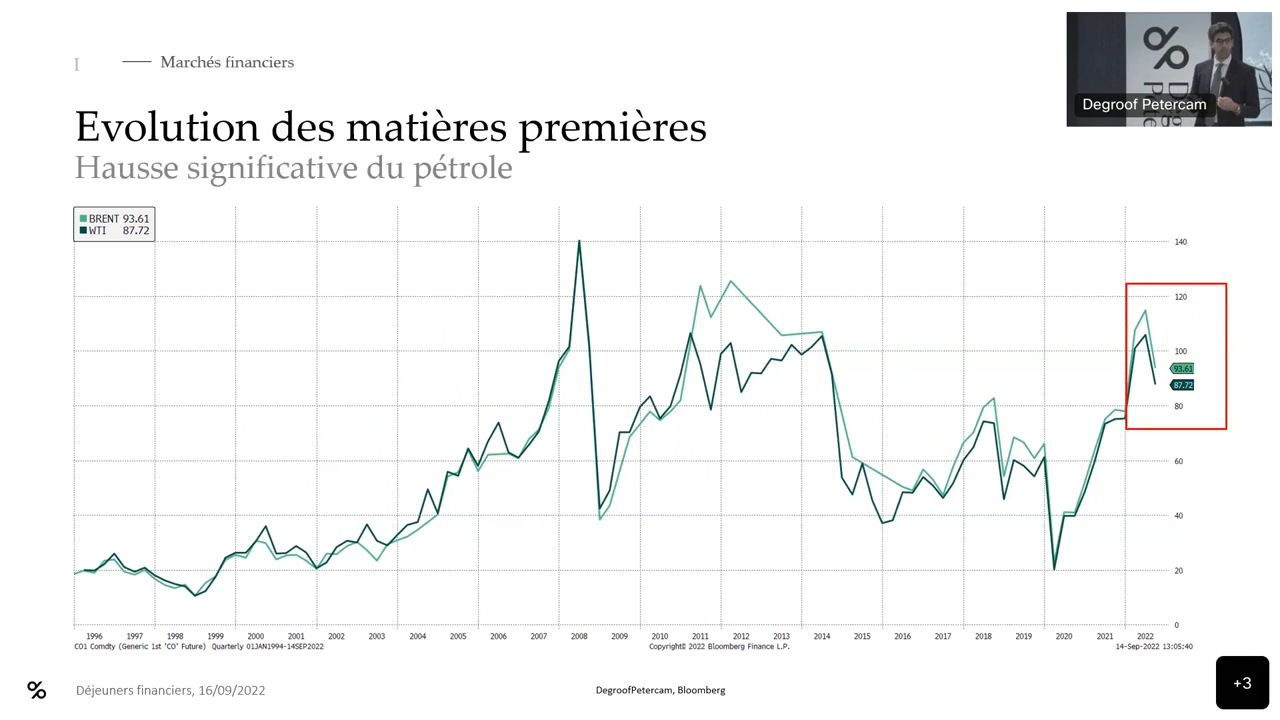 I
Marchés financiers
Evolution des matières premières
Hausse significative du pétrole
Degroof Petercam
BRENT 93.61
WTI 87.72
140
120
100
93.61
87.72
80
60
40
20
0
1996 1997 1998 1999 2000 2001 2002 2003 2004 2005 2006 2007 2008 2009 2010 2011 2012 2013 2014 2015 2016 2017 2018 2019 2020 2021 2022
CO1 Comdty (Generic 1st 'CO' Future) Quarterly 01JAN1994-14SEP2022 Copyright© 2022 Bloomberg Finance L.P. 14-Sep-2022 13:05:40
Déjeuners financiers, 16/09/2022
DegroofPetercam, Bloomberg
+3